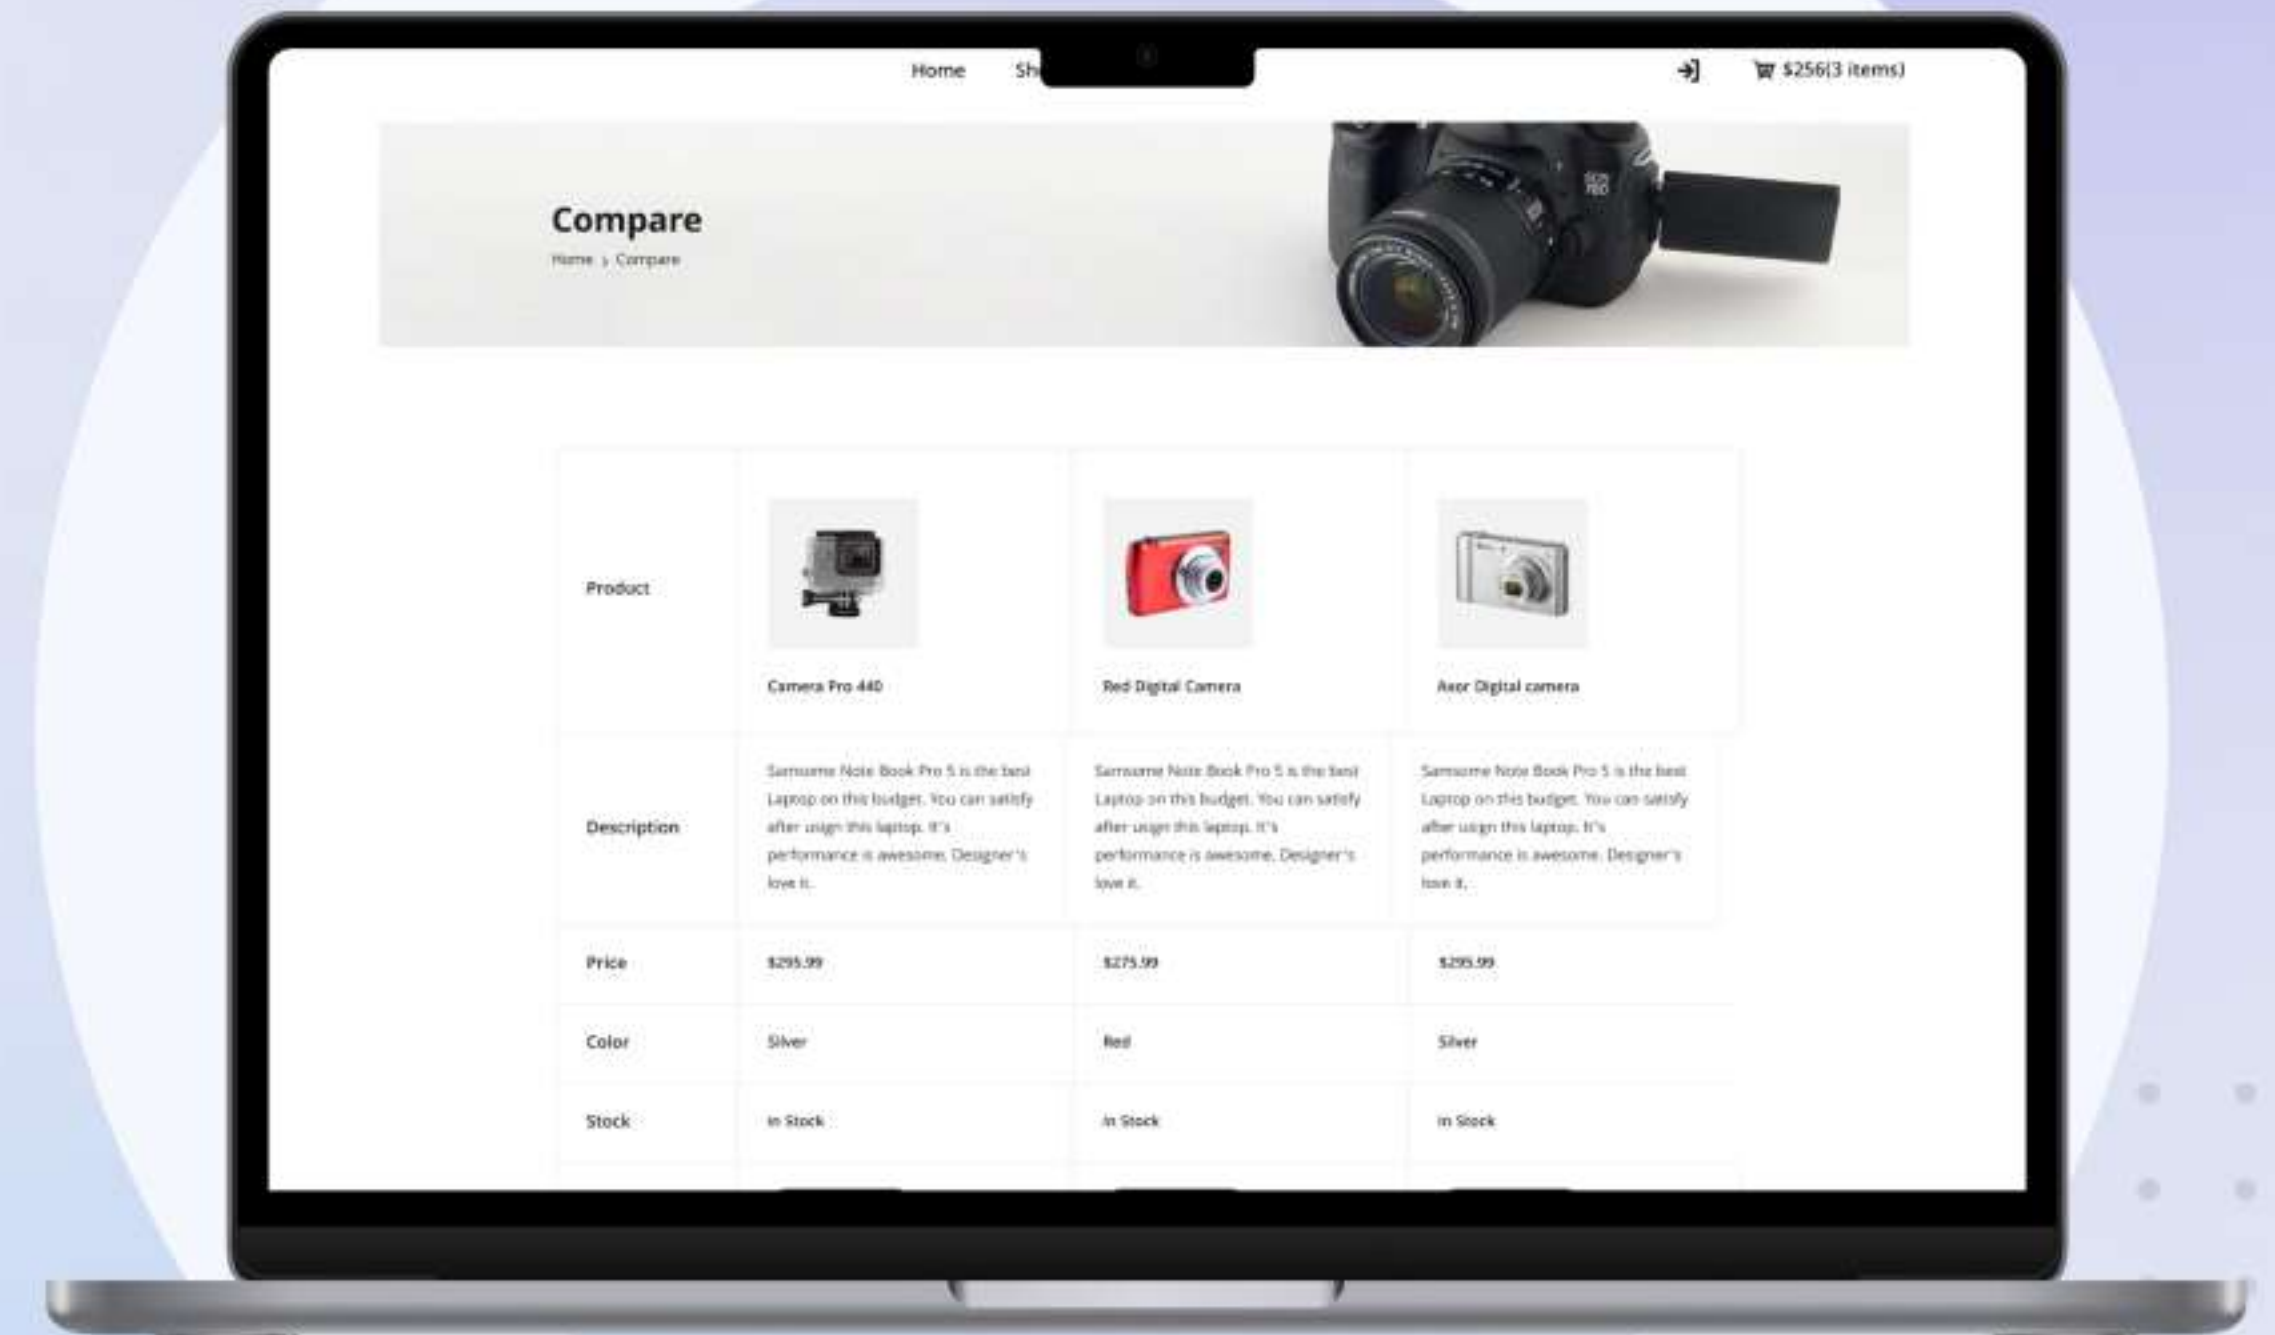 Home
$256(3 items)
EOS
70D
Compare
Home › Compare
Product
Camera Pro 440
Red Digital Camera
Axor Digital camera
Description
Samsome Note Book Pro 5 is the best
Laptop on this budget. You can satisfy
after usign this laptop. It's
performance is awesome. Designer's
love it.
Samsome Note Book Pro 5 is the best
Laptop on this budget. You can satisfy
after usign this laptop. It's
performance is awesome. Designer's
love it.
Samsome Note Book Pro 5 is the best
Laptop on this budget. You can satisfy
after usign this laptop. It's
performance is awesome. Designer's
love it.
Price
$295.99
$275.99
$295.99
Color
Silver
Red
Silver
Stock
in Stock
in Stock
in Stock